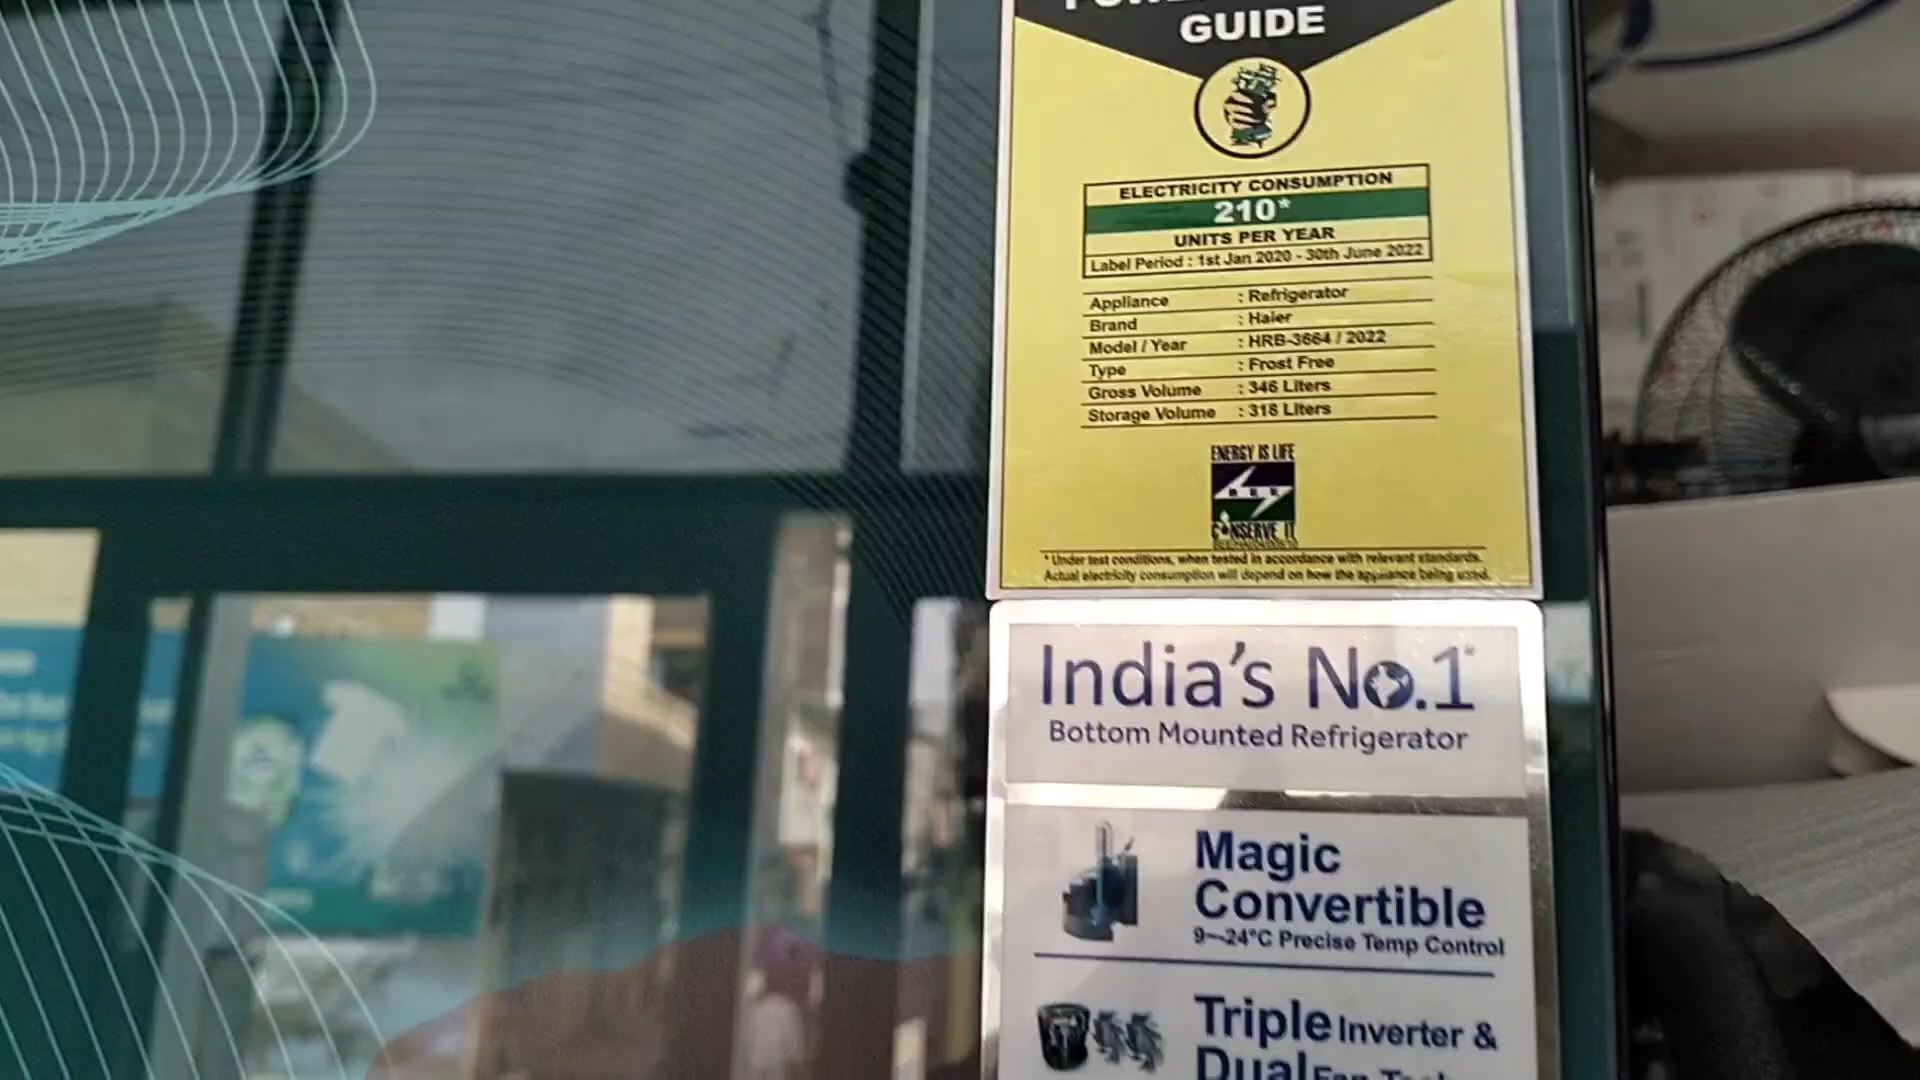 GUIDE
ELECTRICITY CONSUMPTION
210*
UNITS PER YEAR
Label Period : 1st Jan 2020 - 30th June 2022
Appliance : Refrigerator
Brand : Haier
Model / Year : HRB-3664 / 2022
Type : Frost Free
Gross Volume : 346 Liters
Storage Volume : 318 Liters
ENERGY IS LIFE
BEE
CONSERVE IT
* Under test conditions, when tested in accordance with relevant standards.
Actual electricity consumption will depend on how the appliance being used.
India's No.1*
Bottom Mounted Refrigerator
Magic
Convertible
9~-24°C Precise Temp Control
Triple Inverter &
Dual Fan